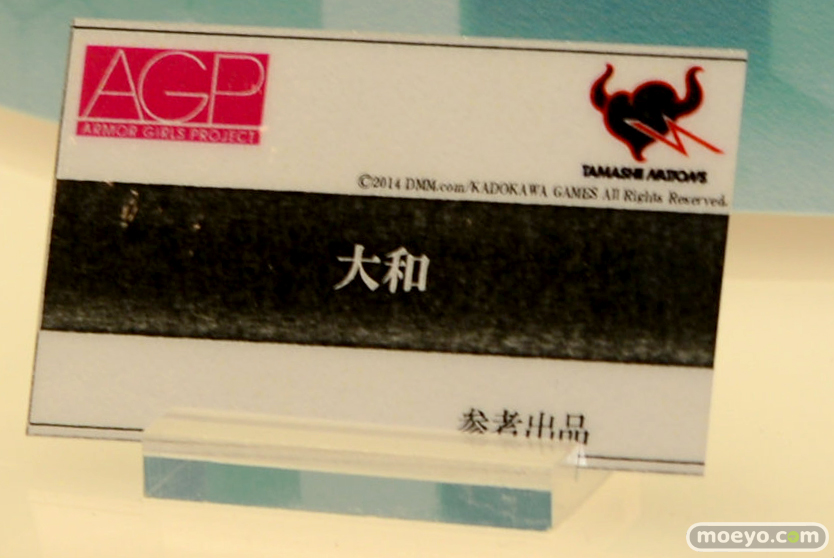 AGP
ARMOR GIRLS PROJECT
TAMASHII NATIONS
©2014 DMM.com/KADOKAWA GAMES All Rights Reserved.
大和
参考出品
moeyo.com